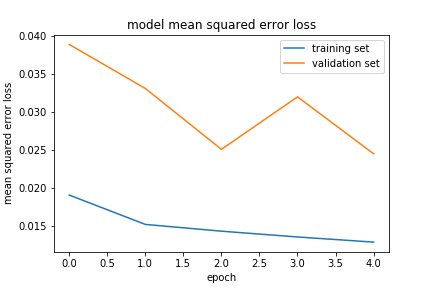 model mean squared error loss
training set
validation set
mean squared error loss
0.040
0.035
0.030
0.025
0.020
0.015
0.0 0.5 1.0 1.5 2.0 2.5 3.0 3.5 4.0
epoch